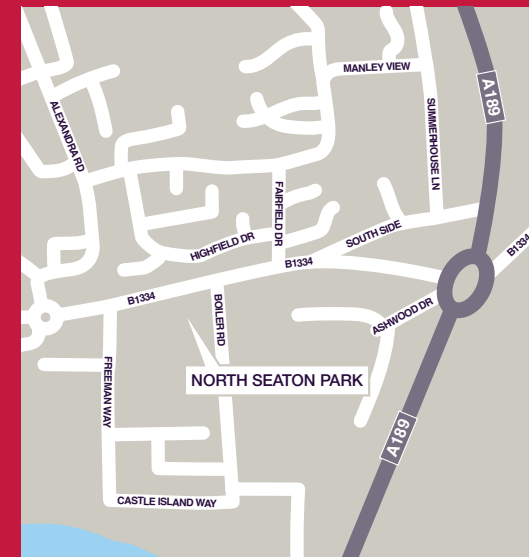 MANLEY VIEW
A189
ALEXANDRA RD
SUMMERHOUSE LN
FAIRFIELD DR
SOUTH SIDE
HIGHFIELD DR
B1334
B1334
B1334
BOILER RD
ASHWOOD DR
FREEMAN WAY
NORTH SEATON PARK
A189
CASTLE ISLAND WAY